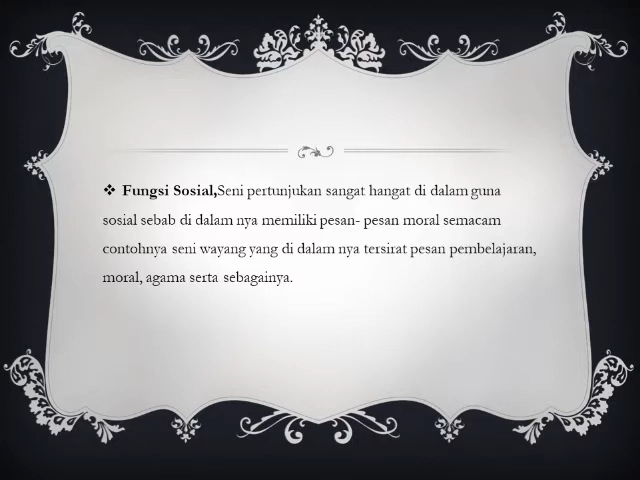 ❖ Fungsi Sosial,Seni pertunjukan sangat hangat di dalam guna
sosial sebab di dalam nya memiliki pesan- pesan moral semacam
contohnya seni wayang yang di dalam nya tersirat pesan pembelajaran,
moral, agama serta sebagainya.